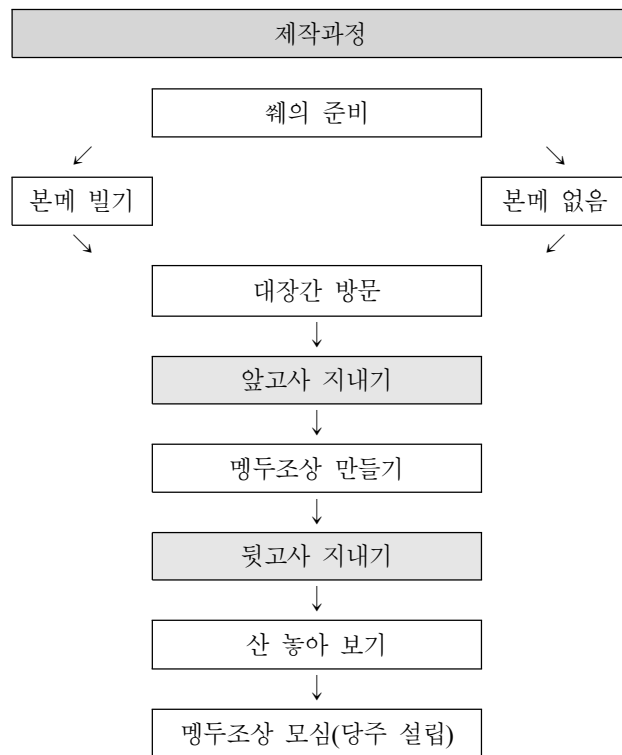 제작과정
쒜의 준비
본메 빌기
본메 없음
대장간 방문
앞고사 지내기
멩두조상 만들기
뒷고사 지내기
산 놓아 보기
멩두조상 모심(당주 설립)